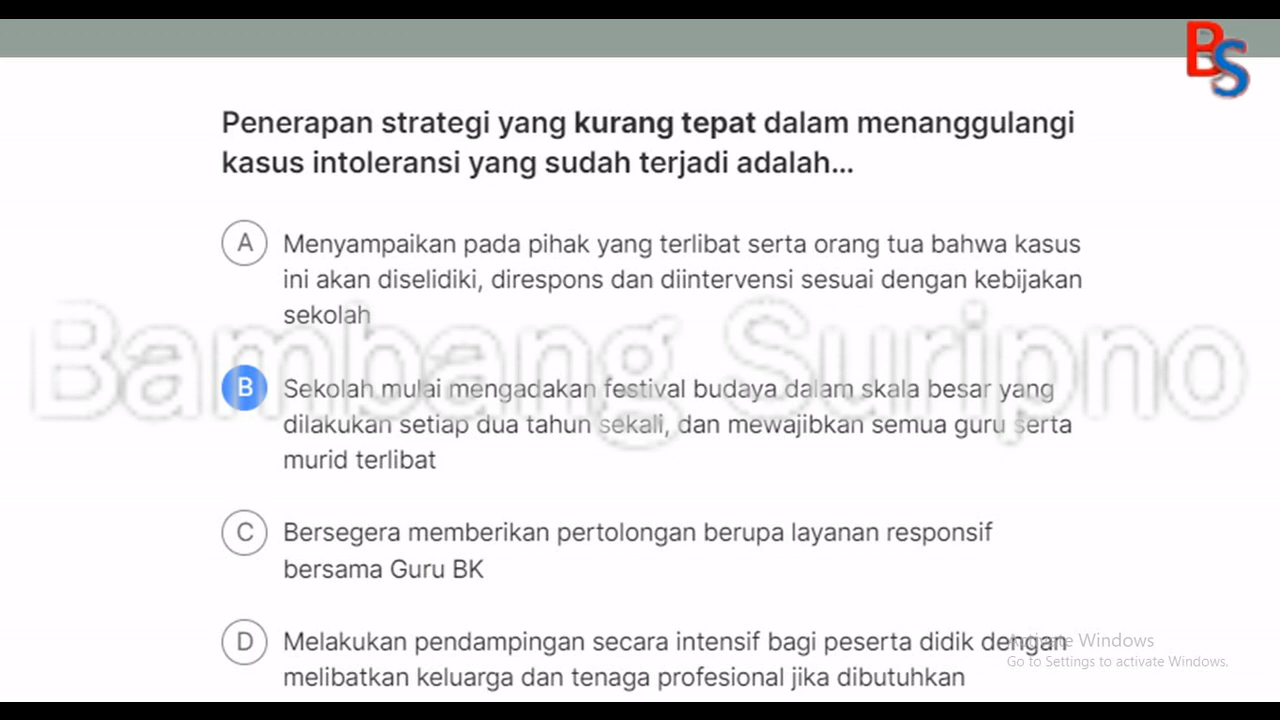 BS
Penerapan strategi yang kurang tepat dalam menanggulangi
kasus intoleransi yang sudah terjadi adalah...
A Menyampaikan pada pihak yang terlibat serta orang tua bahwa kasus
ini akan diselidiki, direspons dan diintervensi sesuai dengan kebijakan
sekolah
Bambang Suripno
B Sekolah mulai mengadakan festival budaya dalam skala besar yang
dilakukan setiap dua tahun sekali, dan mewajibkan semua guru serta
murid terlibat
C Bersegera memberikan pertolongan berupa layanan responsif
bersama Guru BK
D Melakukan pendampingan secara intensif bagi peserta didik dengan
melibatkan keluarga dan tenaga profesional jika dibutuhkan
Activate Windows
Go to Settings to activate Windows.